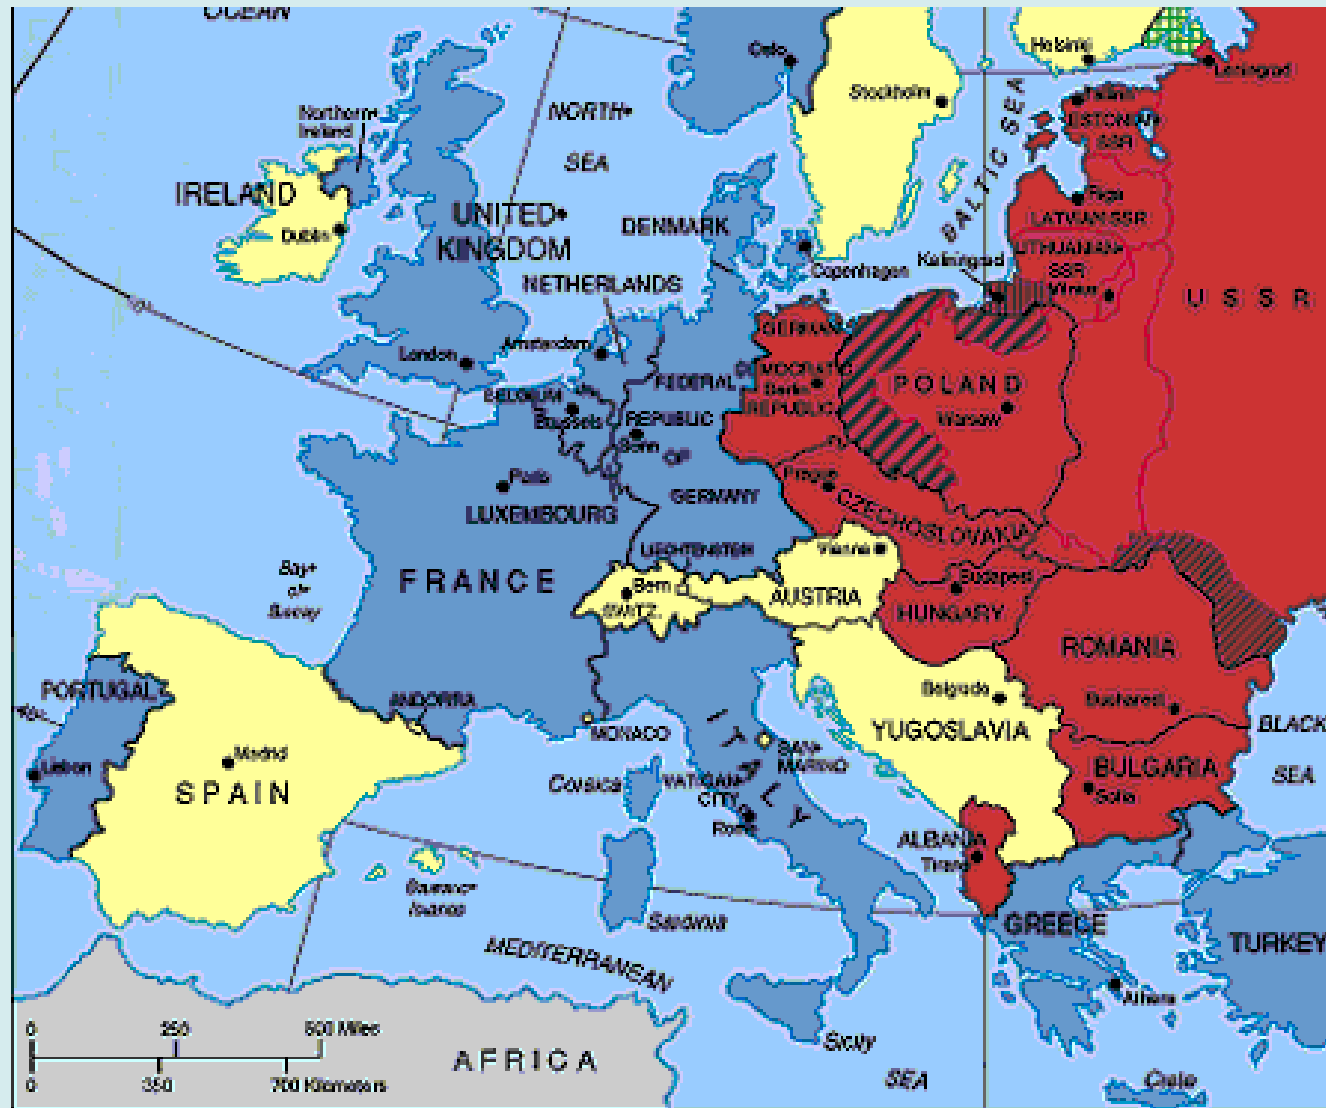 OCEAN
Oslo
Helsinki
Leningrad
Stockholm
Tallinn
ESTONIAN
SSR
NORTH
SEA
Northern
Ireland
BALTIC SEA
IRELAND
Riga
LATVIAN SSR
UNITED
KINGDOM
DENMARK
Dublin
LITHUANIAN
SSR
Vilnius
Kaliningrad
Copenhagen
NETHERLANDS
U S S R
GERMAN
DEMOCRATIC
Berlin
REPUBLIC
London
Amsterdam
FEDERAL
REPUBLIC
OF
GERMANY
POLAND
Warsaw
BELGIUM
Brussels
Bonn
Prague
CZECHOSLOVAKIA
Paris
LUXEMBOURG
LIECHTENSTEIN
Vienna
Bay
of
Biscay
FRANCE
Bern
SWITZ.
AUSTRIA
Budapest
HUNGARY
ROMANIA
PORTUGAL
ANDORRA
Belgrade
Bucharest
MONACO
ITALY
SAN
MARINO
YUGOSLAVIA
BLACK
SEA
Lisbon
Madrid
SPAIN
Corsica
VATICAN
CITY
Rome
BULGARIA
Sofia
ALBANIA
Tirane
Balearic
Islands
Sardinia
GREECE
TURKEY
MEDITERRANSAN
Athens
0 250 500 Miles
0 350 700 Kilometers
AFRICA
Sicily
SEA
Crete